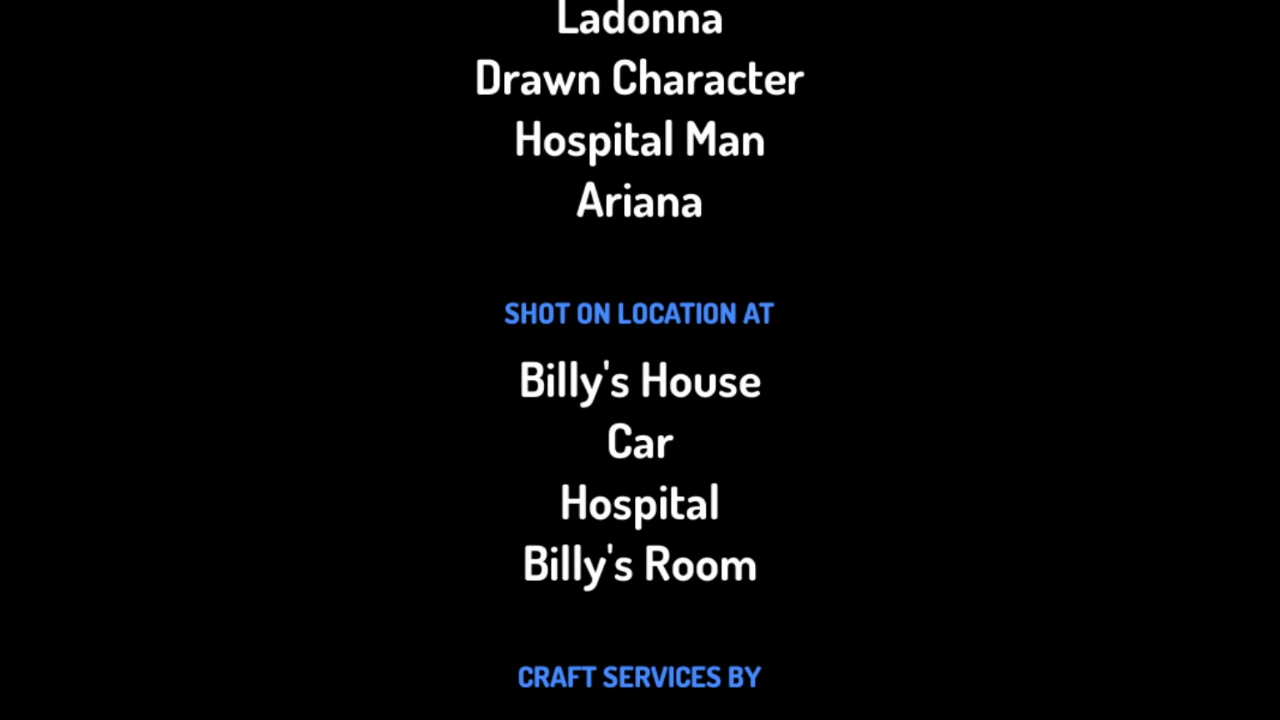 Ladonna
Drawn Character
Hospital Man
Ariana
SHOT ON LOCATION AT
Billy's House
Car
Hospital
Billy's Room
CRAFT SERVICES BY